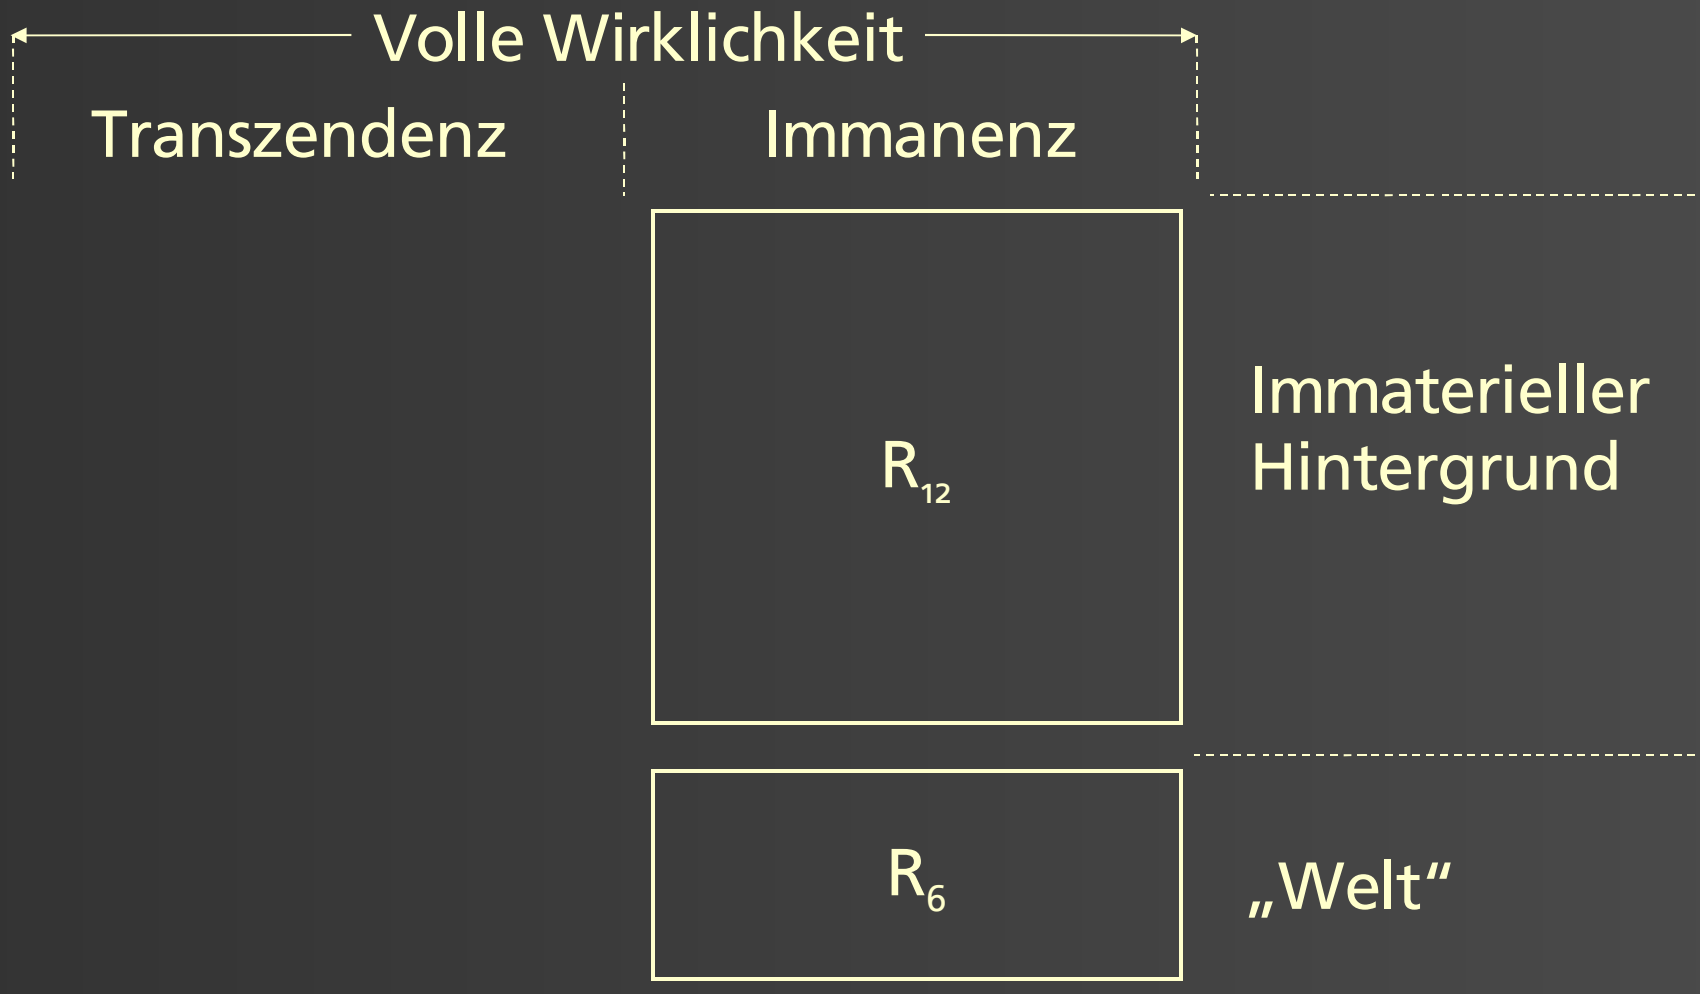 Volle Wirklichkeit
Transzendenz
Immanenz
R₁₂
Immaterieller
Hintergrund
R₆
„Welt“